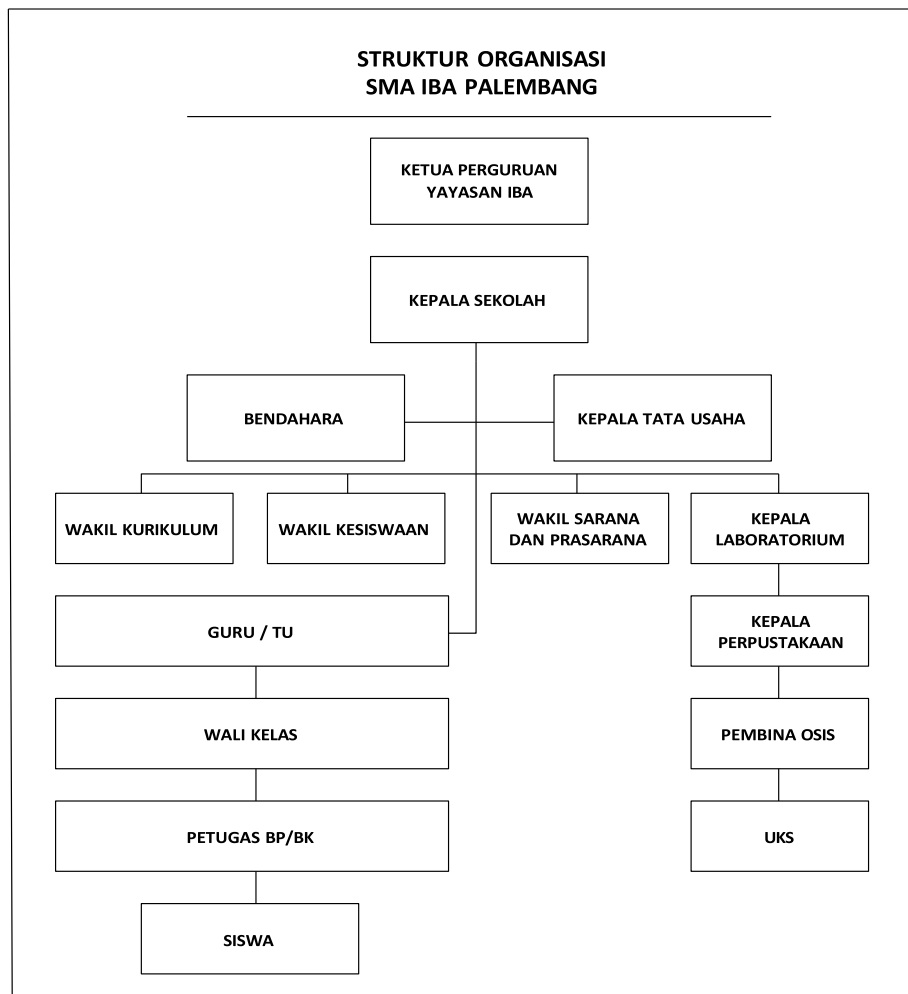 STRUKTUR ORGANISASI
SMA IBA PALEMBANG
KETUA PERGURUAN
YAYASAN IBA
KEPALA SEKOLAH
BENDAHARA
KEPALA TATA USAHA
WAKIL KURIKULUM
WAKIL KESISWAAN
WAKIL SARANA
DAN PRASARANA
KEPALA
LABORATORIUM
GURU / TU
KEPALA
PERPUSTAKAAN
WALI KELAS
PEMBINA OSIS
PETUGAS BP/BK
UKS
SISWA